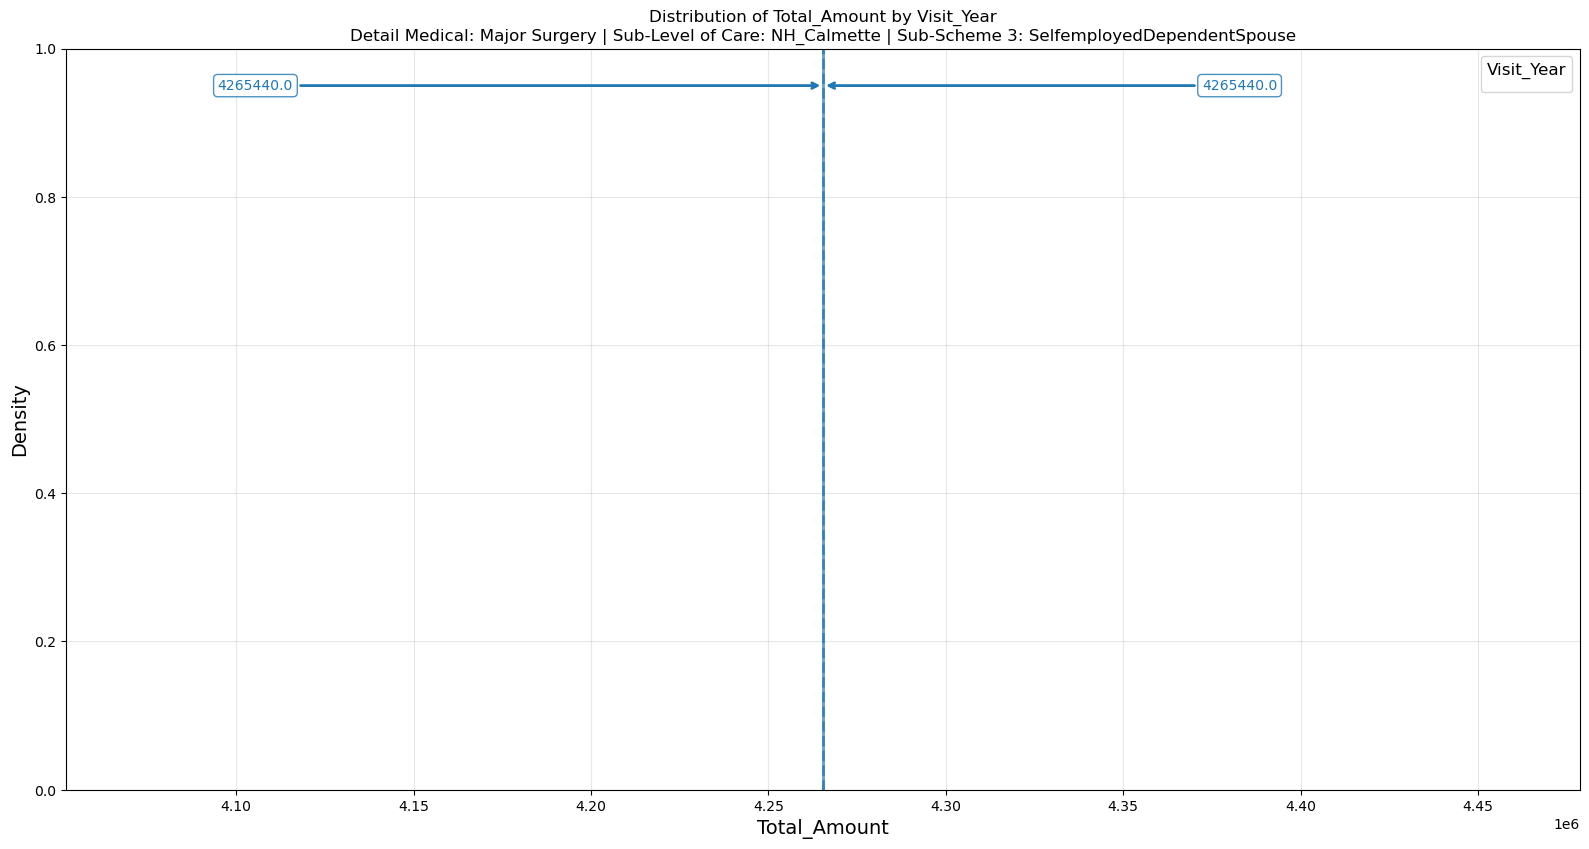 Distribution of Total_Amount by Visit_Year
Detail Medical: Major Surgery | Sub-Level of Care: NH_Calmette | Sub-Scheme 3: SelfemployedDependentSpouse
1.0
Visit_Year
4265440.0
4265440.0
0.8
0.6
Density
0.4
0.2
0.0
4.10
4.15
4.20
4.25
4.30
4.35
4.40
4.45
1e6
Total_Amount